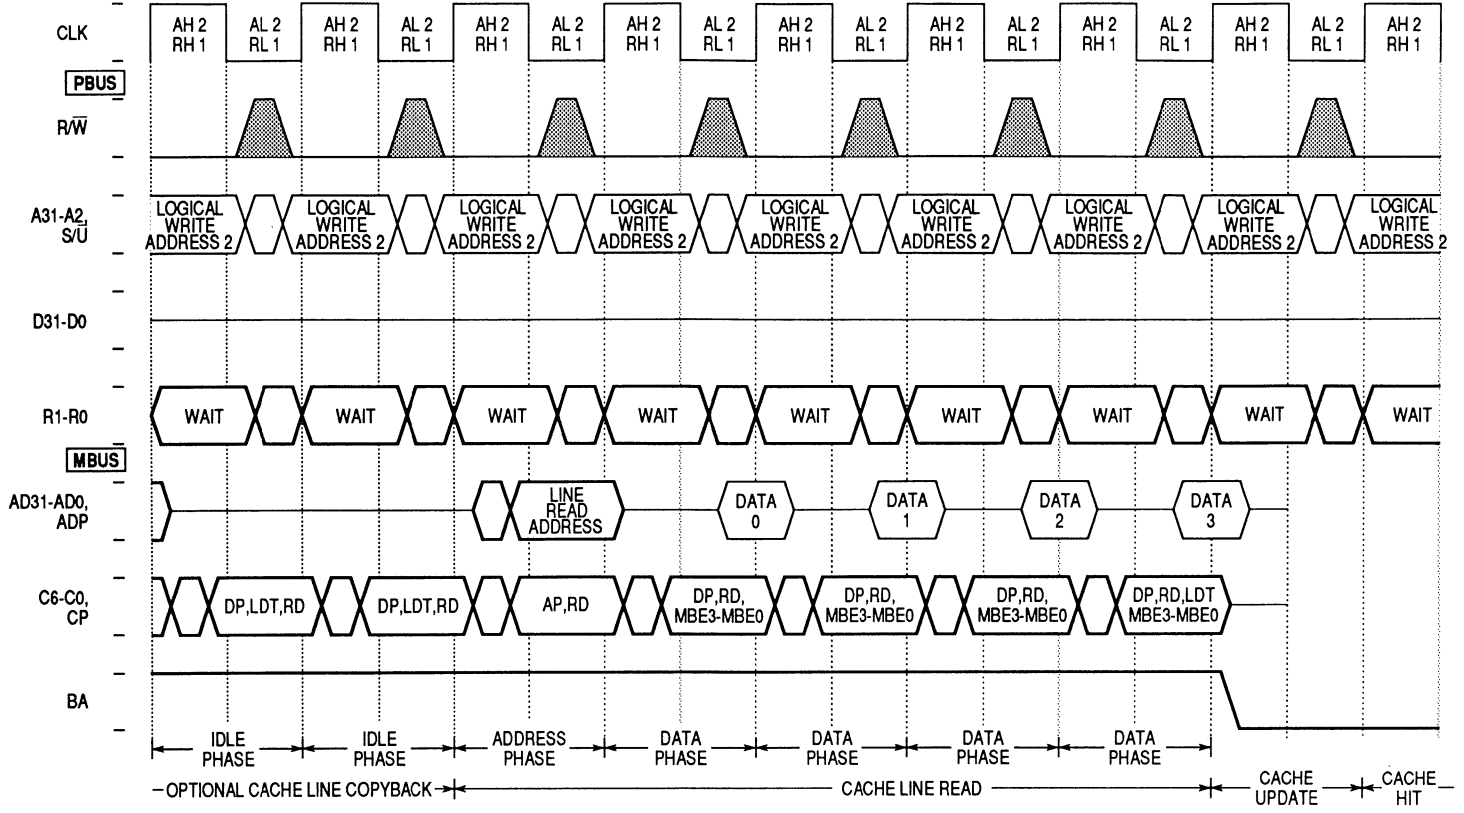 CLK
AH 2 AL 2 AH 2 AL 2 AH 2 AL 2 AH 2 AL 2 AH 2 AL 2 AH 2 AL 2 AH 2 AL 2 AH 2 AL 2 AH 2
RH 1 RL 1 RH 1 RL 1 RH 1 RL 1 RH 1 RL 1 RH 1 RL 1 RH 1 RL 1 RH 1 RL 1 RH 1 RL 1 RH 1
PBUS
R/W̅
A31-A2,
S/U̅
LOGICAL LOGICAL LOGICAL LOGICAL LOGICAL LOGICAL LOGICAL LOGICAL LOGICAL
WRITE WRITE WRITE WRITE WRITE WRITE WRITE WRITE WRITE
ADDRESS 2 ADDRESS 2 ADDRESS 2 ADDRESS 2 ADDRESS 2 ADDRESS 2 ADDRESS 2 ADDRESS 2 ADDRESS 2
D31-D0
R1-R0 WAIT WAIT WAIT WAIT WAIT WAIT WAIT WAIT WAIT
MBUS
AD31-AD0,
ADP
LINE
READ
ADDRESS
DATA DATA DATA DATA
0 1 2 3
C6-C0,
CP
DP,LDT,RD DP,LDT,RD AP,RD
DP,RD, DP,RD, DP,RD, DP,RD,LDT
MBE3-MBE0 MBE3-MBE0 MBE3-MBE0 MBE3-MBE0
BA
IDLE IDLE ADDRESS DATA DATA DATA DATA
PHASE PHASE PHASE PHASE PHASE PHASE PHASE
OPTIONAL CACHE LINE COPYBACK CACHE LINE READ
CACHE
UPDATE
CACHE
HIT